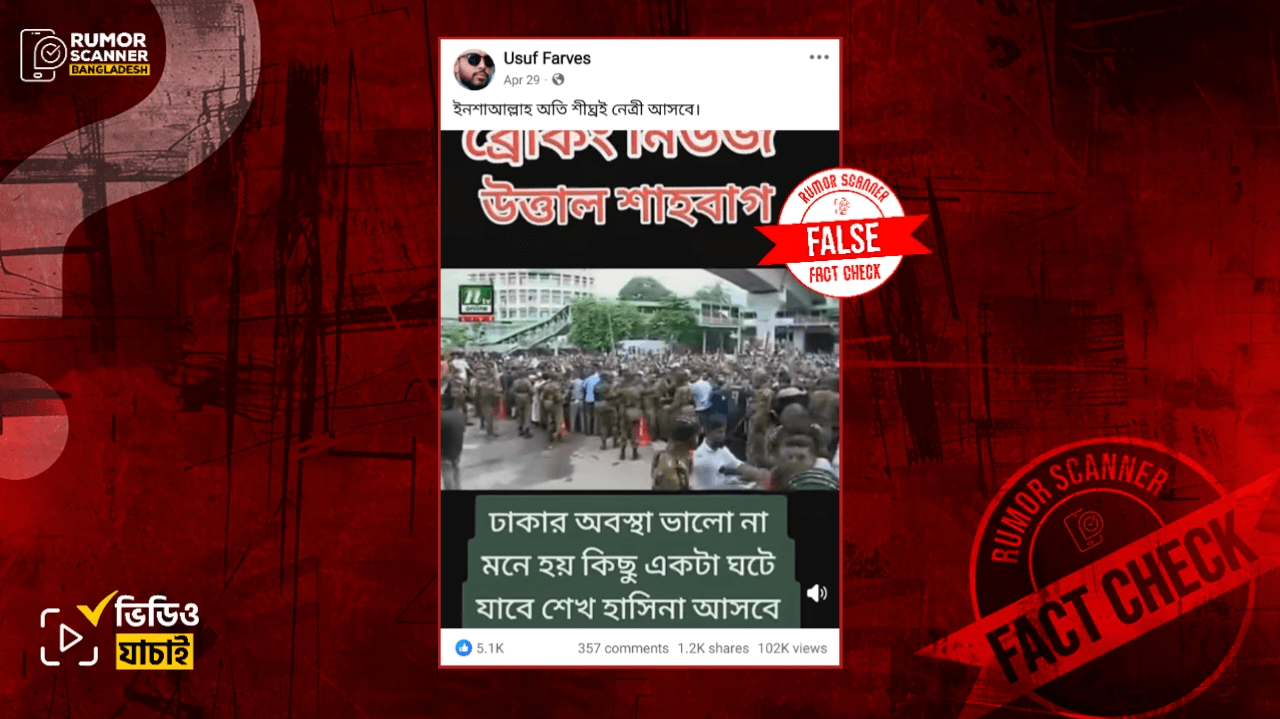 RUMOR
SCANNER
BANGLADESH
Usuf Farves
Apr 29
ইনশাআল্লাহ অতি শীঘ্রই নেত্রী আসবে।
ব্রেকিং নিউজ
উত্তাল শাহবাগ
RUMOR SCANNER
FALSE
FACT CHECK
ntv
online
LIVE
ঢাকার অবস্থা ভালো না
মনে হয় কিছু একটা ঘটে
যাবে শেখ হাসিনা আসবে
5.1K 357 comments 1.2K shares 102K views
ভিডিও
যাচাই
RUMOR SCANNER
FACT CHECK